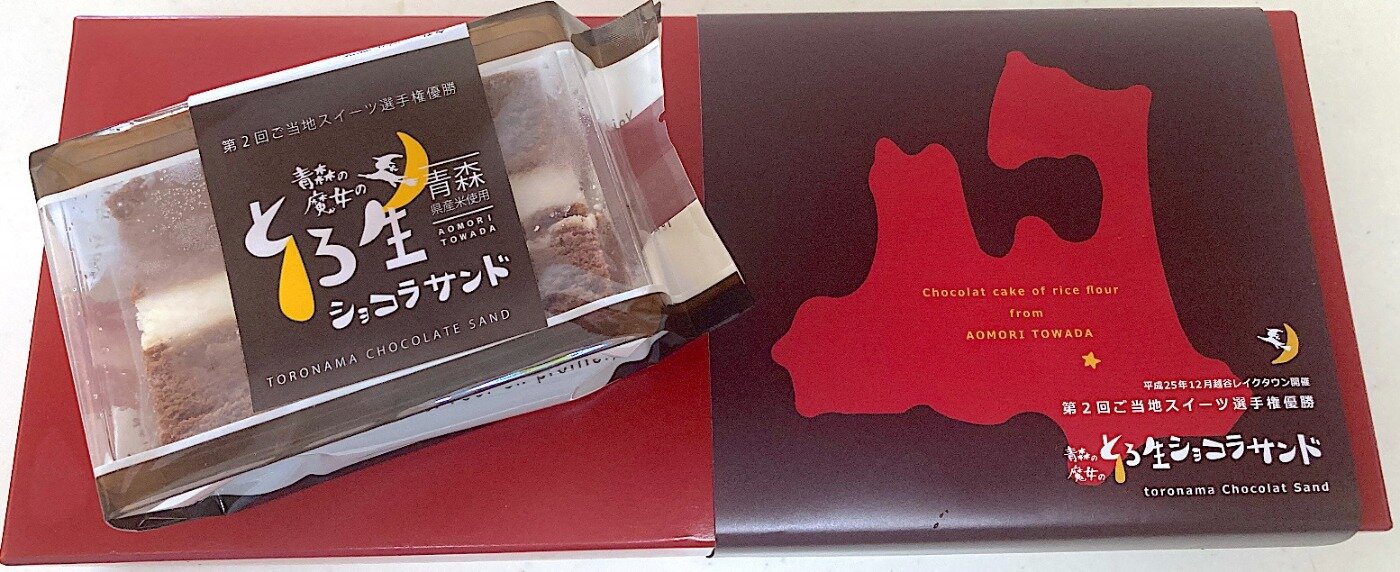 第2回ご当地スイーツ選手権優勝
青森の
魔女の
とろ生
ショコラサンド
青森
県産米使用
AOMORI
TOWADA
TORONAMA CHOCOLATE SAND
Chocolat cake of rice flour
from
AOMORI TOWADA
平成25年12月越谷レイクタウン開催
第2回ご当地スイーツ選手権優勝
青森の
魔女の
とろ生ショコラサンド
toronama Chocolat Sand